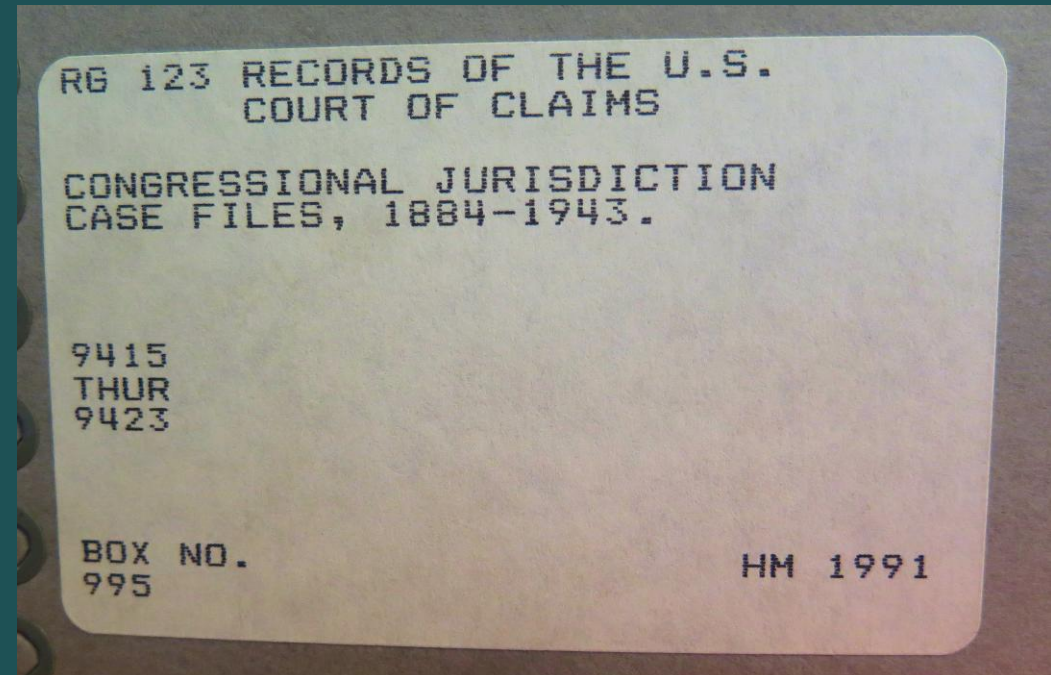 RG 123 RECORDS OF THE U.S.
COURT OF CLAIMS
CONGRESSIONAL JURISDICTION
CASE FILES, 1884-1943.
9415
THUR
9423
BOX NO.
995
HM 1991